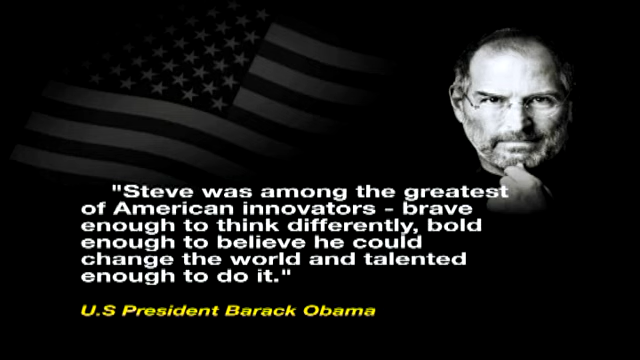 "Steve was among the greatest
of American innovators - brave
enough to think differently, bold
enough to believe he could
change the world and talented
enough to do it."
U.S President Barack Obama